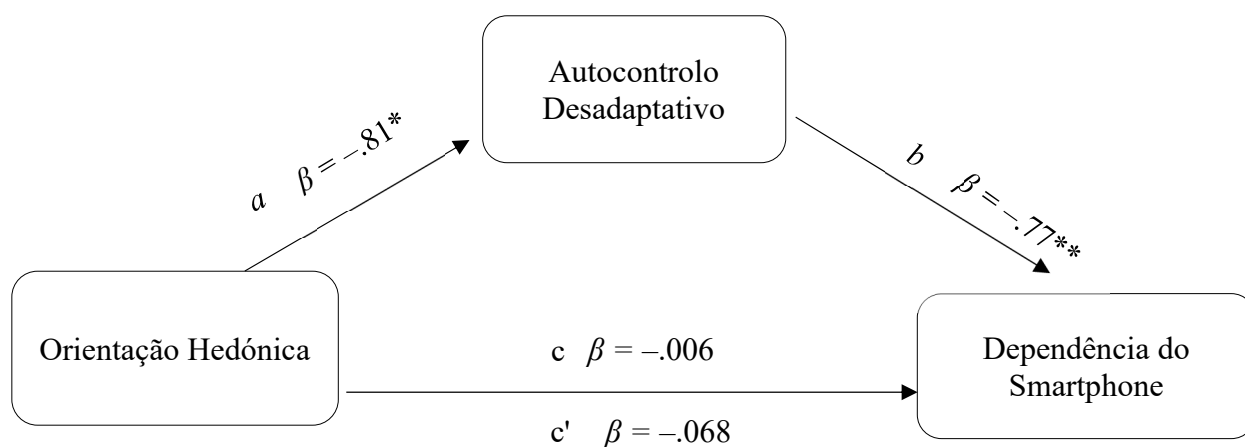 Autocontrolo
Desadaptativo
a β = –.81*
b β = –.77**
Orientação Hedónica
c β = –.006
c' β = –.068
Dependência do
Smartphone